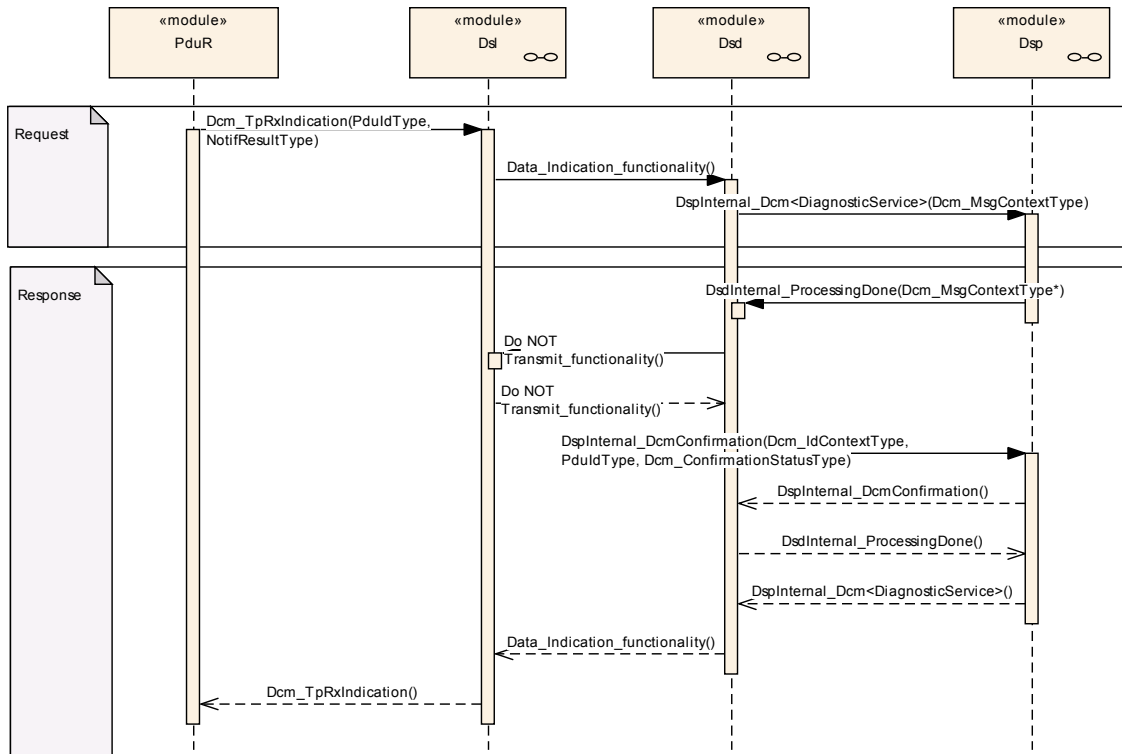 «module»
PduR
«module»
Dsl
«module»
Dsd
«module»
Dsp
Request
Dcm_TpRxIndication(PduIdType,
NotifResultType)
Data_Indication_functionality()
DspInternal_Dcm<DiagnosticService>(Dcm_MsgContextType)
Response
DsdInternal_ProcessingDone(Dcm_MsgContextType*)
Do NOT
Transmit_functionality()
Do NOT
Transmit_functionality()
DspInternal_DcmConfirmation(Dcm_IdContextType,
PduIdType, Dcm_ConfirmationStatusType)
DspInternal_DcmConfirmation()
DsdInternal_ProcessingDone()
DspInternal_Dcm<DiagnosticService>()
Data_Indication_functionality()
Dcm_TpRxIndication()